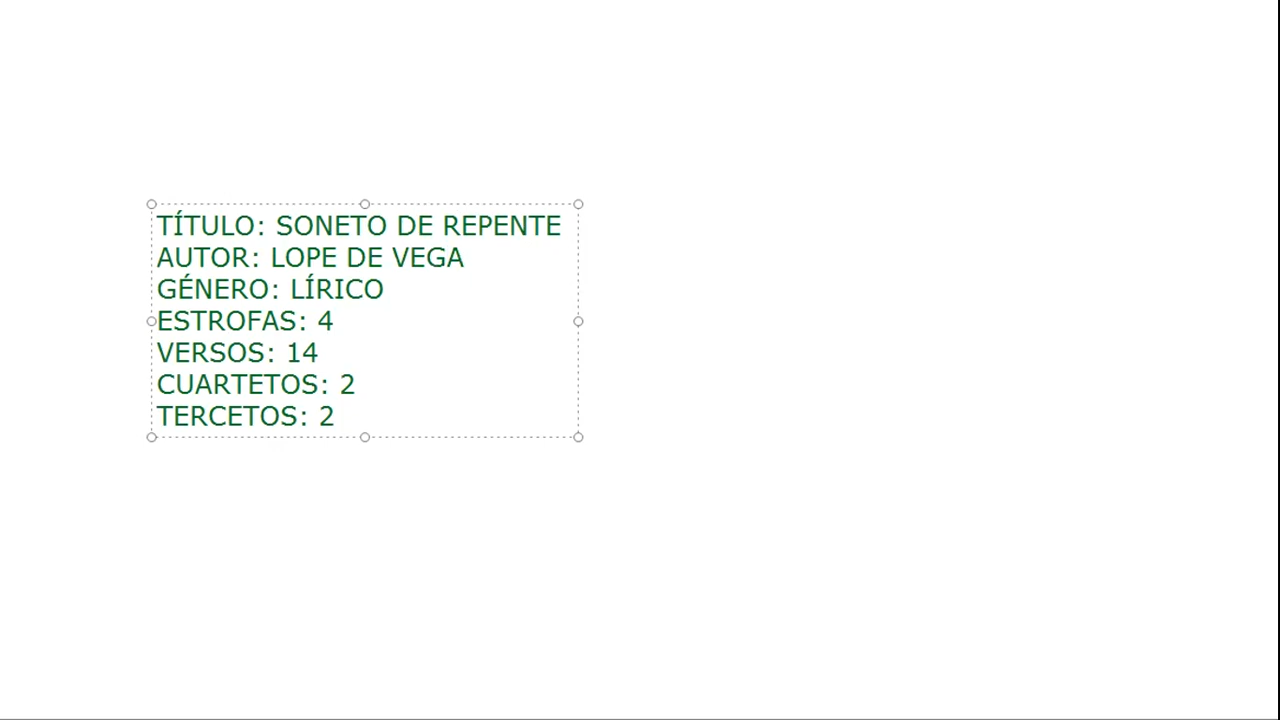 TÍTULO: SONETO DE REPENTE
AUTOR: LOPE DE VEGA
GÉNERO: LÍRICO
ESTROFAS: 4
VERSOS: 14
CUARTETOS: 2
TERCETOS: 2